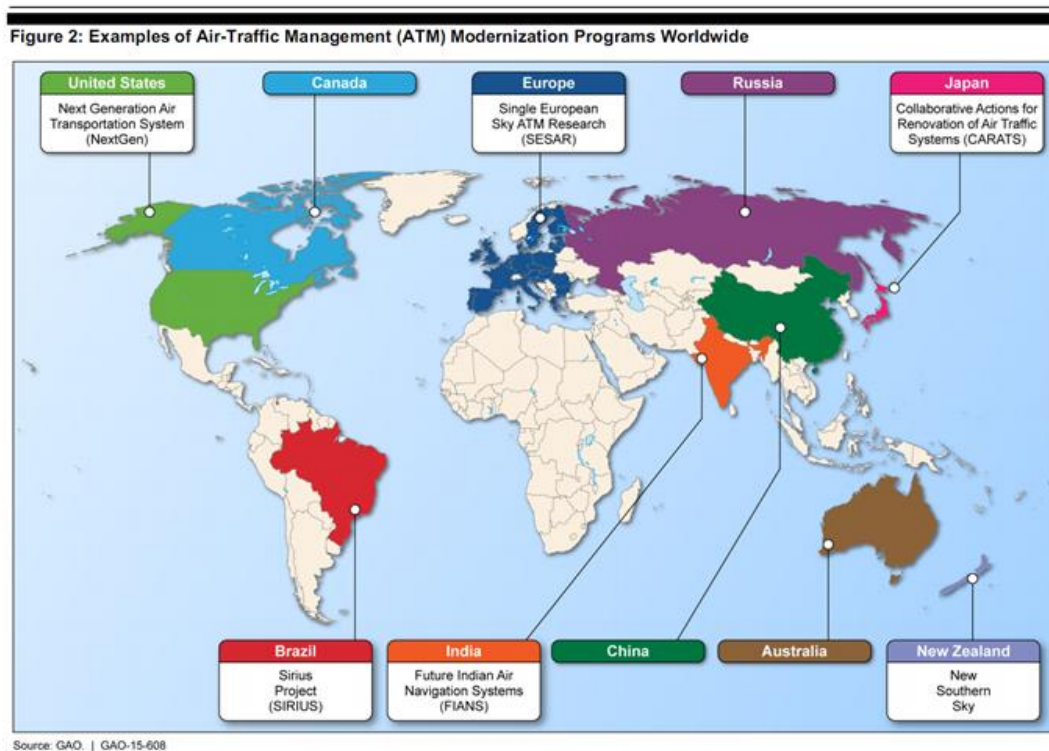 Figure 2: Examples of Air-Traffic Management (ATM) Modernization Programs Worldwide
United States
Next Generation Air
Transportation System
(NextGen)
Canada
Europe
Single European
Sky ATM Research
(SESAR)
Russia
Japan
Collaborative Actions for
Renovation of Air Traffic
Systems (CARATS)
Brazil
Sirius
Project
(SIRIUS)
India
Future Indian Air
Navigation Systems
(FIANS)
China
Australia
New Zealand
New
Southern
Sky
Source: GAO. | GAO-15-608